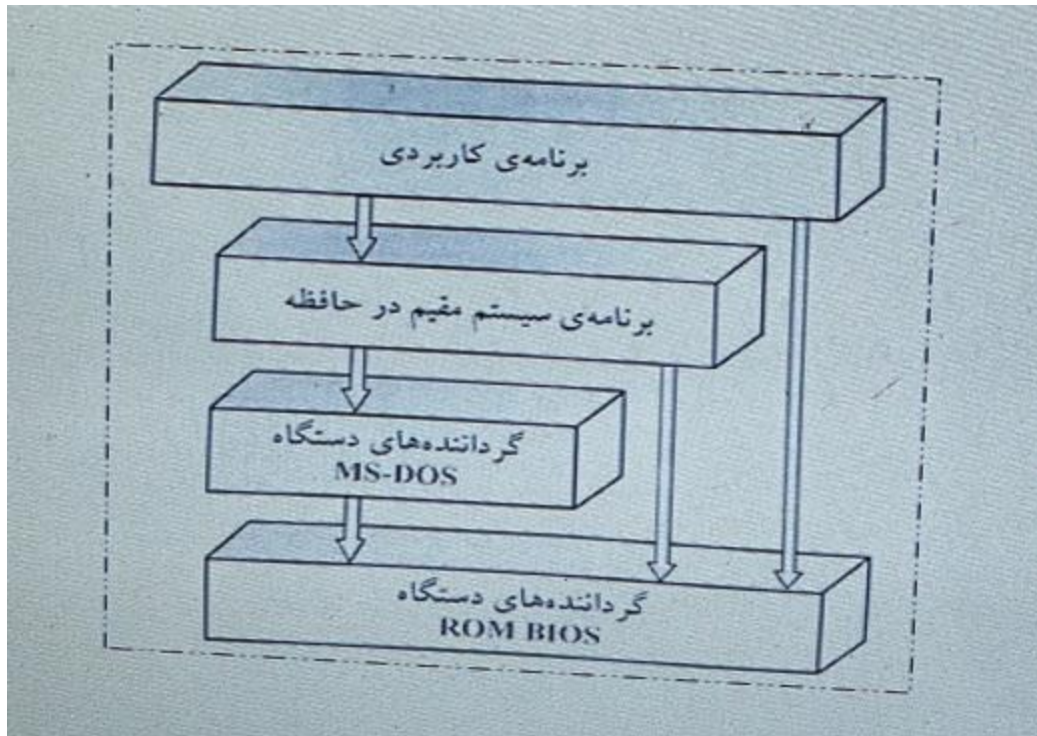 برنامه‌ی کاربردی
برنامه‌ی سیستم مقیم در حافظه
گرداننده‌های دستگاه
MS-DOS
گرداننده‌های دستگاه
ROM BIOS